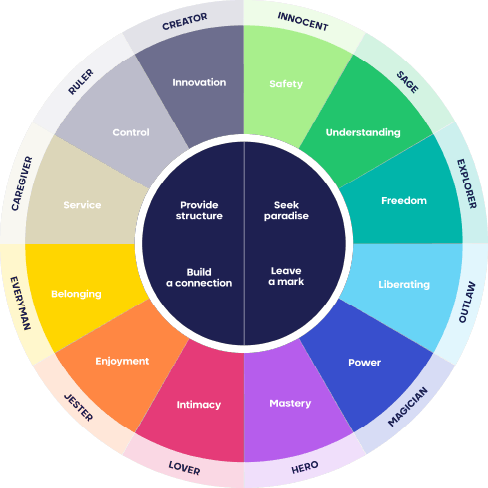 CREATOR
INNOCENT
RULER
SAGE
Innovation
Safety
Control
Understanding
CAREGIVER
EXPLORER
Service
Freedom
Provide
structure
Seek
paradise
Build
a connection
Leave
a mark
EVERYMAN
OUTLAW
Belonging
Liberating
Enjoyment
Power
JESTER
MAGICIAN
Intimacy
Mastery
LOVER
HERO